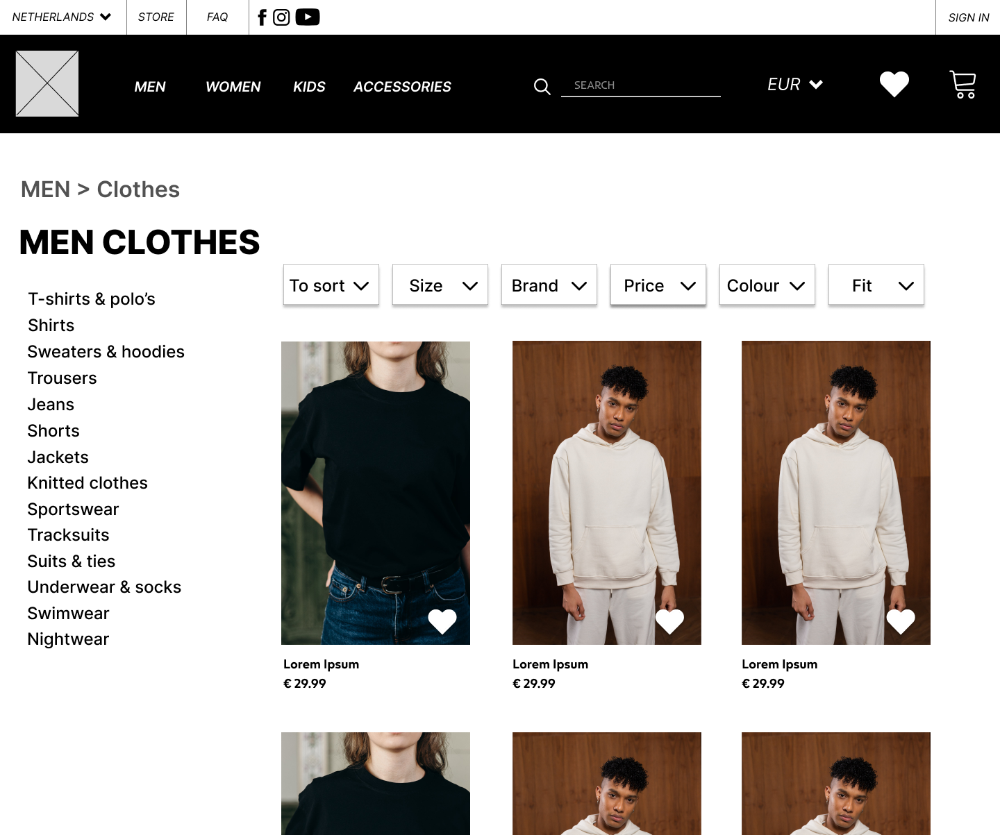 NETHERLANDS
STORE
FAQ
SIGN IN
MEN
WOMEN
KIDS
ACCESSORIES
SEARCH
EUR
MEN > Clothes
MEN CLOTHES
To sort
Size
Brand
Price
Colour
Fit
T-shirts & polo’s
Shirts
Sweaters & hoodies
Trousers
Jeans
Shorts
Jackets
Knitted clothes
Sportswear
Tracksuits
Suits & ties
Underwear & socks
Swimwear
Nightwear
Lorem Ipsum
€ 29.99
Lorem Ipsum
€ 29.99
Lorem Ipsum
€ 29.99